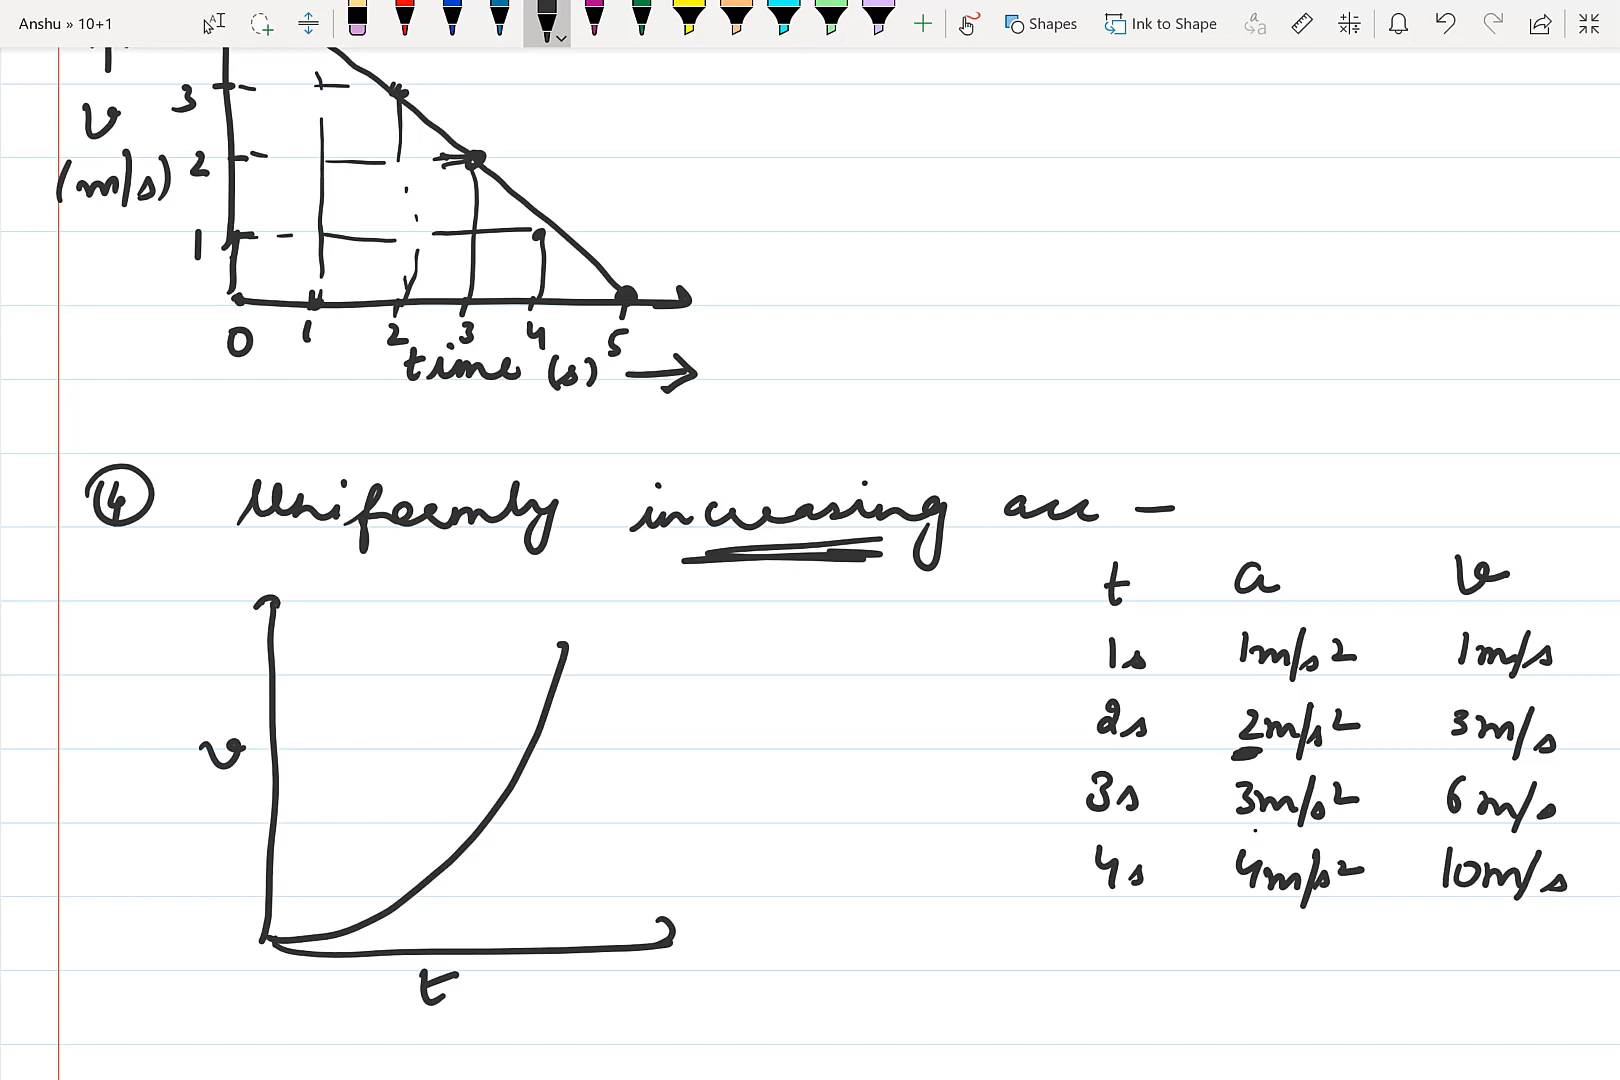 Anshu » 10+1
Shapes
Ink to Shape
3
v
(m/s)
2
1
0 1 2 3 4 5
time (s)
4 Uniformly increasing acc -
t a v
1s 1m/s2 1m/s
2s 2m/s2 3m/s
3s 3m/s2 6m/s
4s 4m/s2 10m/s
v
t